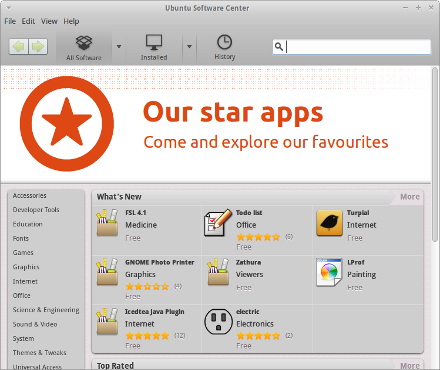 Ubuntu Software Center
File Edit View Help
All Software
Installed
History
Our star apps
Come and explore our favourites
Accessories
Developer Tools
Education
Fonts
Games
Graphics
Internet
Office
Science & Engineering
Sound & Video
System
Themes & Tweaks
Universal Access
What's New
More
FSL 4.1
Medicine
Free
Todo list
Office
(6)
Free
Turpial
Internet
Free
GNOME Photo Printer
Graphics
(4)
Free
Zathura
Viewers
Free
LProf
Painting
Free
Icedtea Java Plugin
Internet
(12)
Free
electric
Electronics
(2)
Free
Top Rated
More